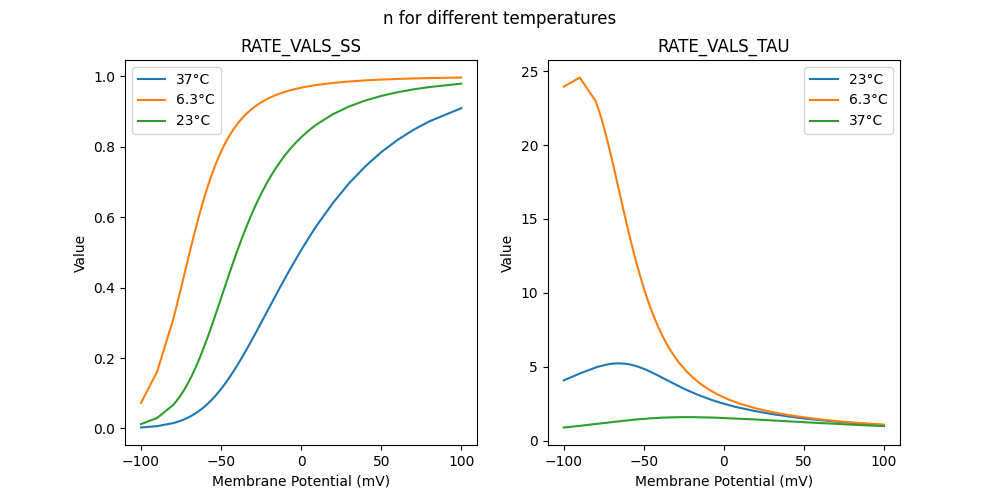 n for different temperatures
RATE_VALS_SS
37°C
6.3°C
23°C
1.0
0.8
0.6
0.4
0.2
0.0
Value
−100
−50
0
50
100
Membrane Potential (mV)
RATE_VALS_TAU
23°C
6.3°C
37°C
25
20
15
10
5
0
Value
−100
−50
0
50
100
Membrane Potential (mV)